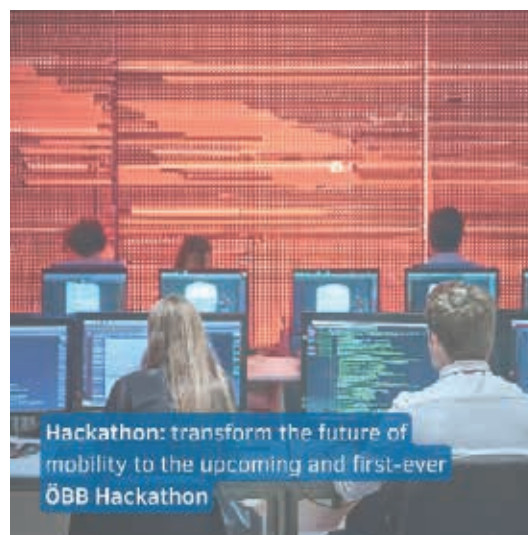 Hackathon: transform the future of
mobility to the upcoming and first-ever
ÖBB Hackathon